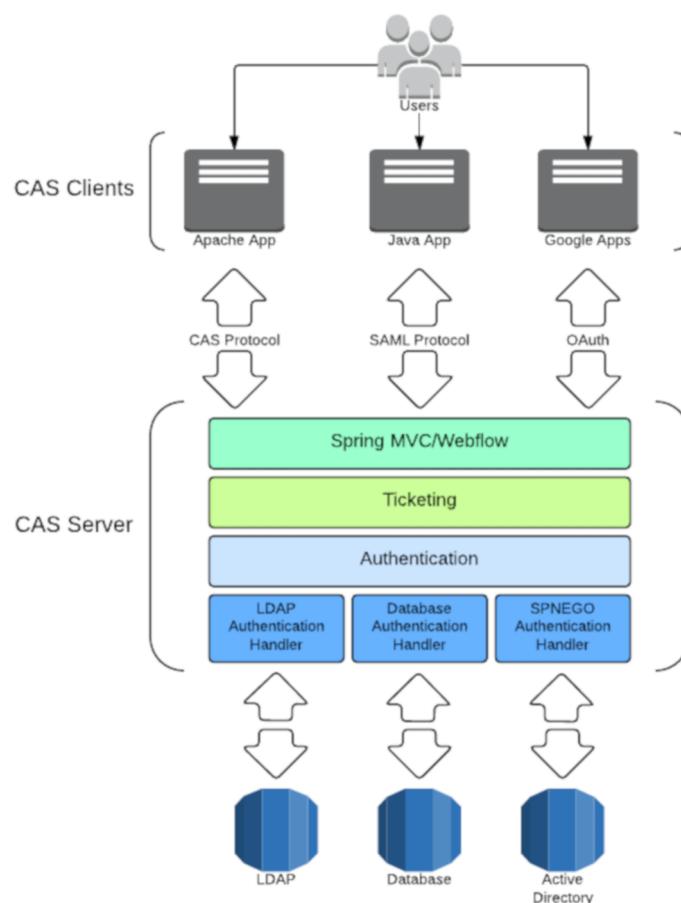 Users
CAS Clients
Apache App
Java App
Google Apps
CAS Protocol
SAML Protocol
OAuth
Spring MVC/Webflow
Ticketing
CAS Server
Authentication
LDAP
Authentication
Handler
Database
Authentication
Handler
SPNEGO
Authentication
Handler
LDAP
Database
Active
Directory